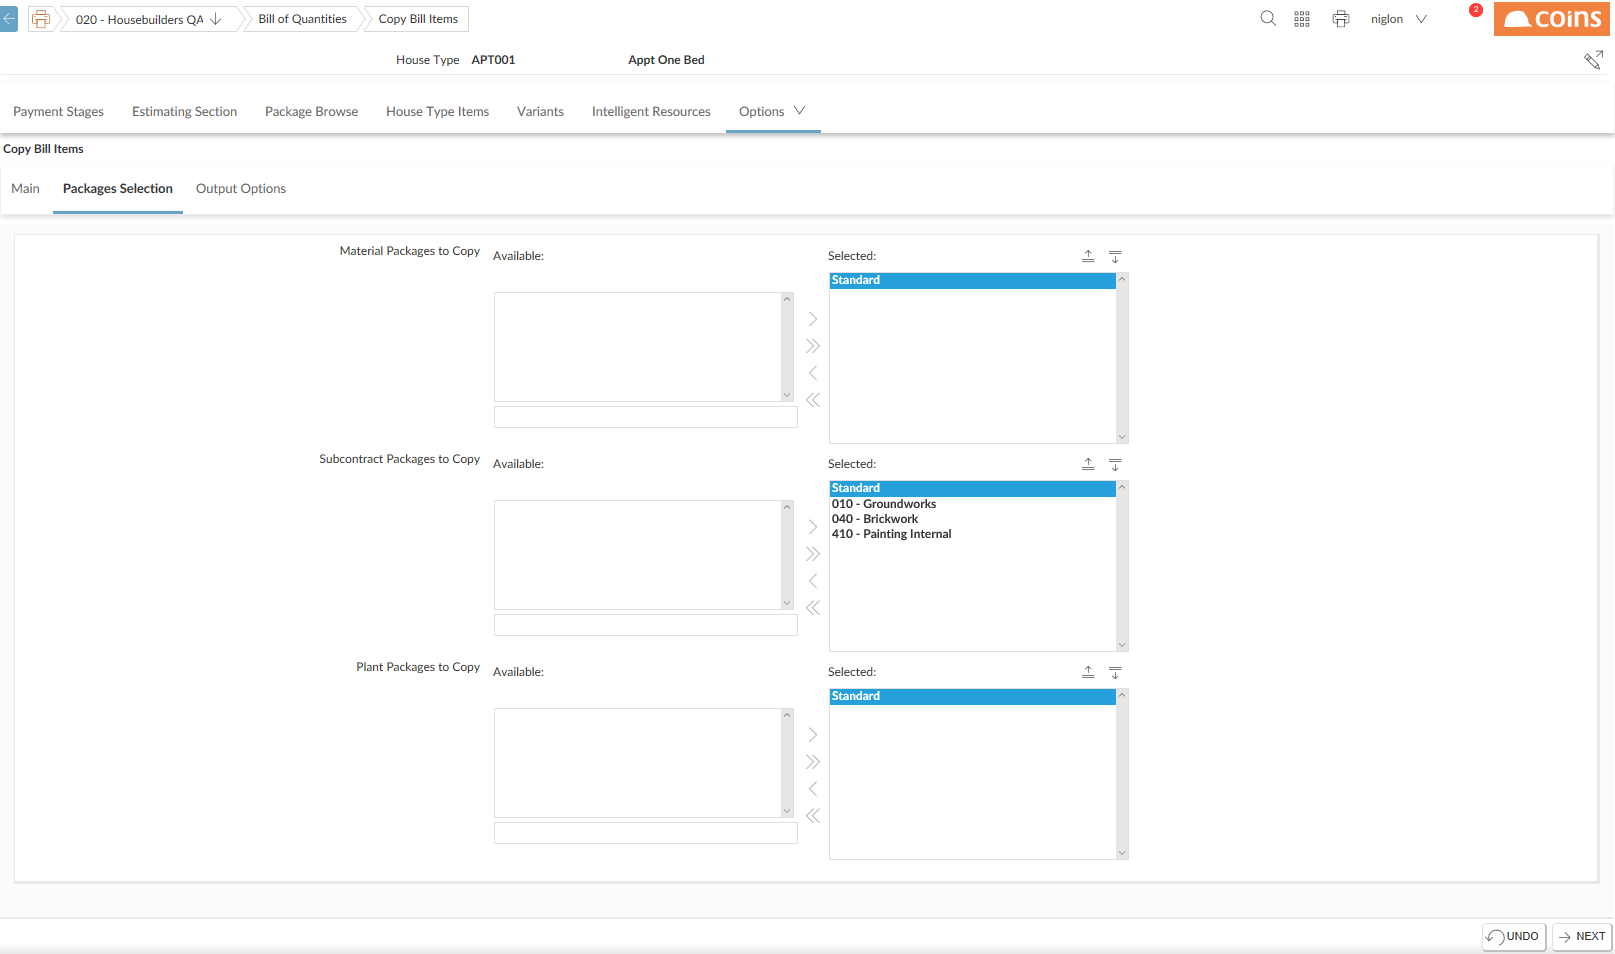 020 - Housebuilders QA
Bill of Quantities
Copy Bill Items
niglon
2
coins
House Type APT001 Appt One Bed
Payment Stages
Estimating Section
Package Browse
House Type Items
Variants
Intelligent Resources
Options
Copy Bill Items
Main
Packages Selection
Output Options
Material Packages to Copy
Available:
Selected:
Standard
Subcontract Packages to Copy
Available:
Selected:
Standard
010 - Groundworks
040 - Brickwork
410 - Painting Internal
Plant Packages to Copy
Available:
Selected:
Standard
UNDO
NEXT